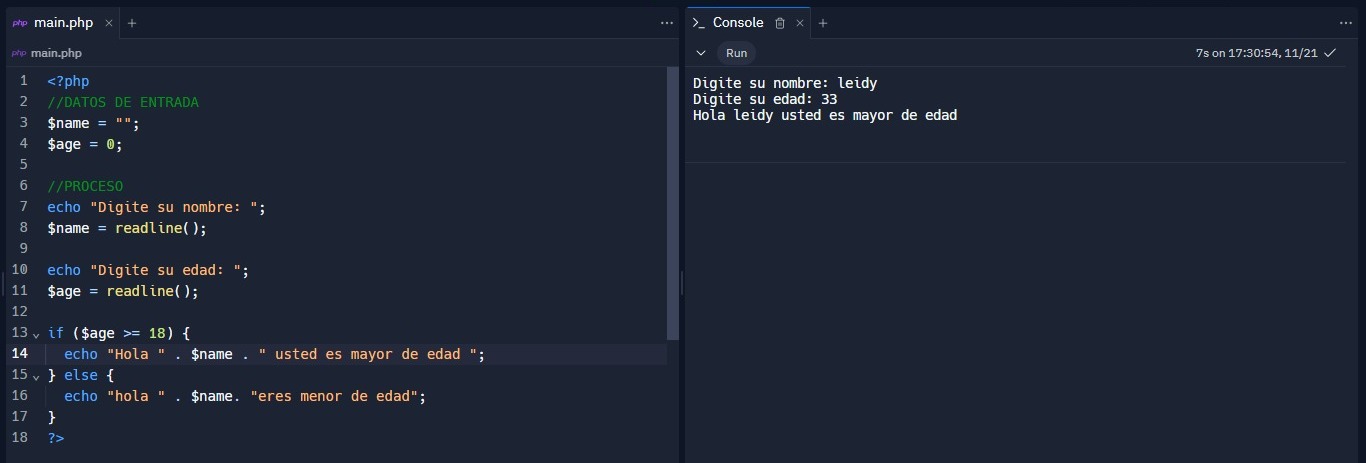 php main.php × +
php main.php
1 <?php
2 //DATOS DE ENTRADA
3 $name = "";
4 $age = 0;
5
6 //PROCESO
7 echo "Digite su nombre: ";
8 $name = readline();
9
10 echo "Digite su edad: ";
11 $age = readline();
12
13 if ($age >= 18) {
14   echo "Hola " . $name . " usted es mayor de edad ";
15 } else {
16   echo "hola " . $name. "eres menor de edad";
17 }
18 ?>
Console × +
Run 7s on 17:30:54, 11/21
Digite su nombre: leidy
Digite su edad: 33
Hola leidy usted es mayor de edad